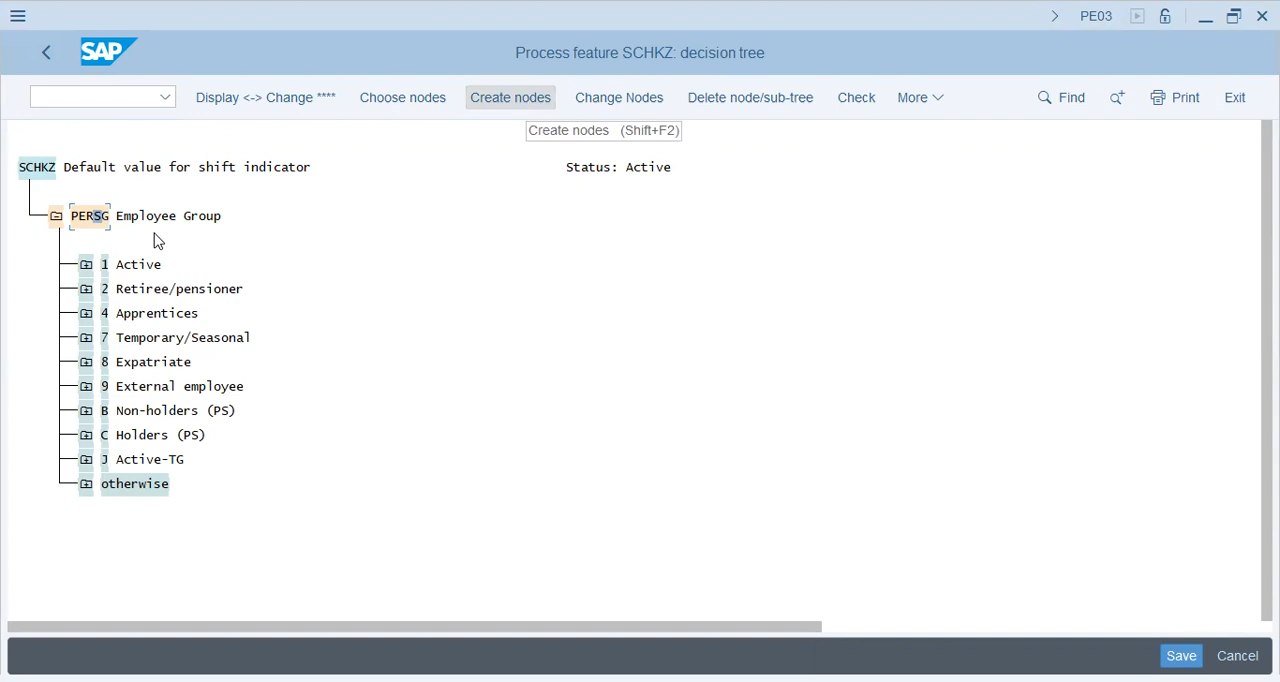 PE03
SAP
Process feature SCHKZ: decision tree
Display <-> Change ****
Choose nodes
Create nodes
Change Nodes
Delete node/sub-tree
Check
More
Find
Print
Exit
Create nodes (Shift+F2)
SCHKZ Default value for shift indicator
Status: Active
PERSG Employee Group
1 Active
2 Retiree/pensioner
4 Apprentices
7 Temporary/Seasonal
8 Expatriate
9 External employee
B Non-holders (PS)
C Holders (PS)
J Active-TG
otherwise
Save
Cancel